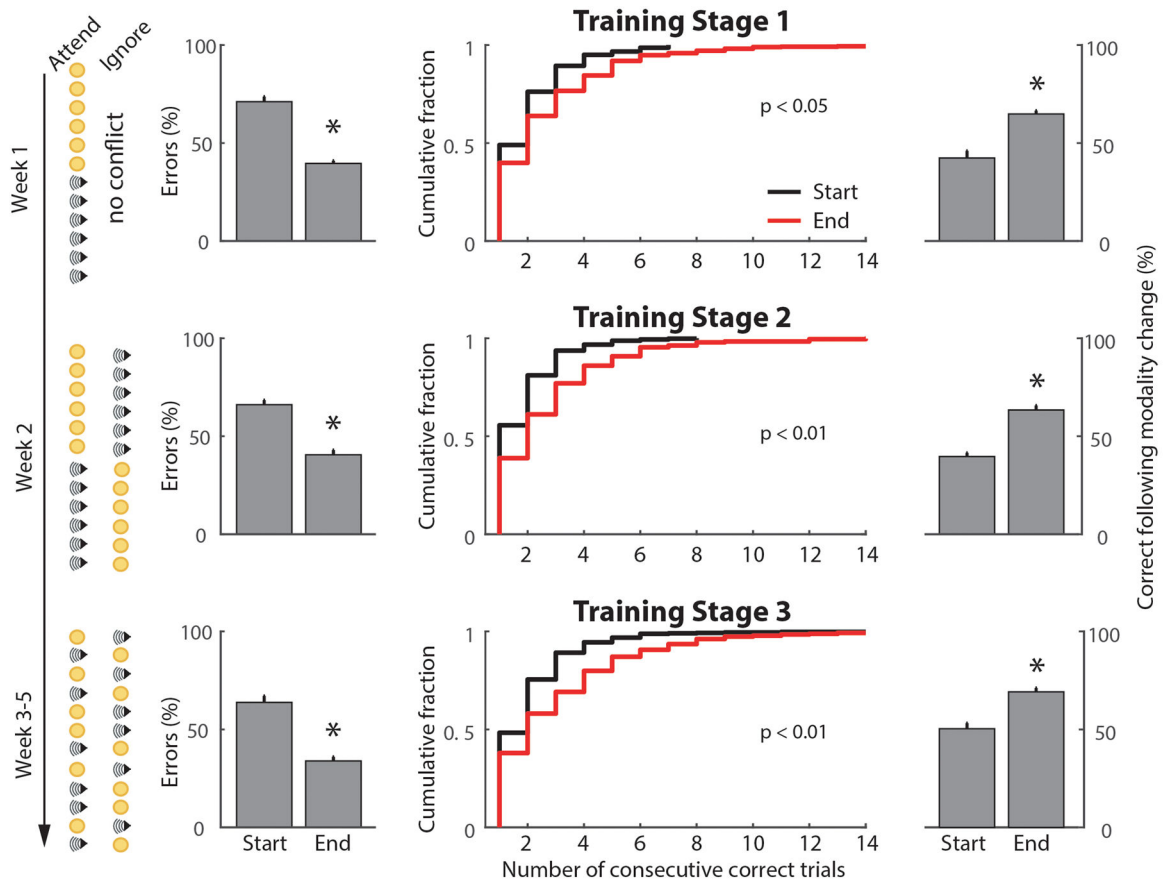 Attend
Ignore
Week 1
no conflict
Errors (%)
100
50
0
*
Training Stage 1
Cumulative fraction
1
0.5
1
p < 0.05
Start
End
2 4 6 8 10 12 14
*
100
50
0
Week 2
Errors (%)
100
50
0
*
Training Stage 2
Cumulative fraction
1
0.5
0
p < 0.01
2 4 6 8 10 12 14
*
100
50
0
Correct following modality change (%)
Week 3-5
Errors (%)
100
50
0
*
Start End
Training Stage 3
Cumulative fraction
1
0.5
0
p < 0.01
2 4 6 8 10 12 14
Number of consecutive correct trials
*
100
50
0
Start End